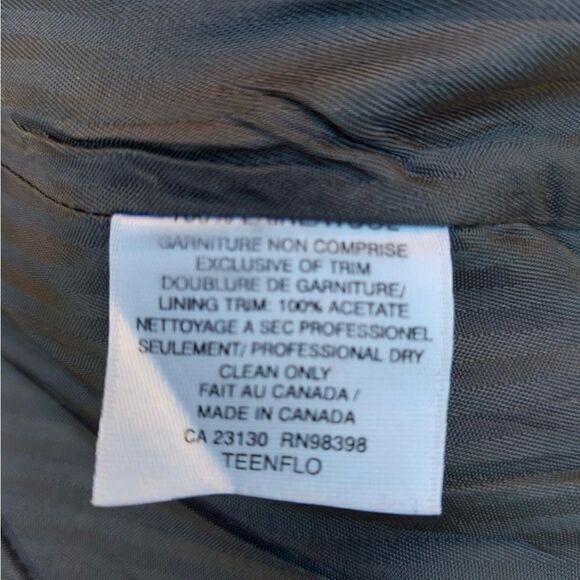 GARNITURE NON COMPRISE
EXCLUSIVE OF TRIM
DOUBLURE DE GARNITURE/
LINING TRIM: 100% ACETATE
NETTOYAGE A SEC PROFESSIONEL
SEULEMENT/ PROFESSIONAL DRY
CLEAN ONLY
FAIT AU CANADA /
MADE IN CANADA
CA 23130 RN98398
TEENFLO